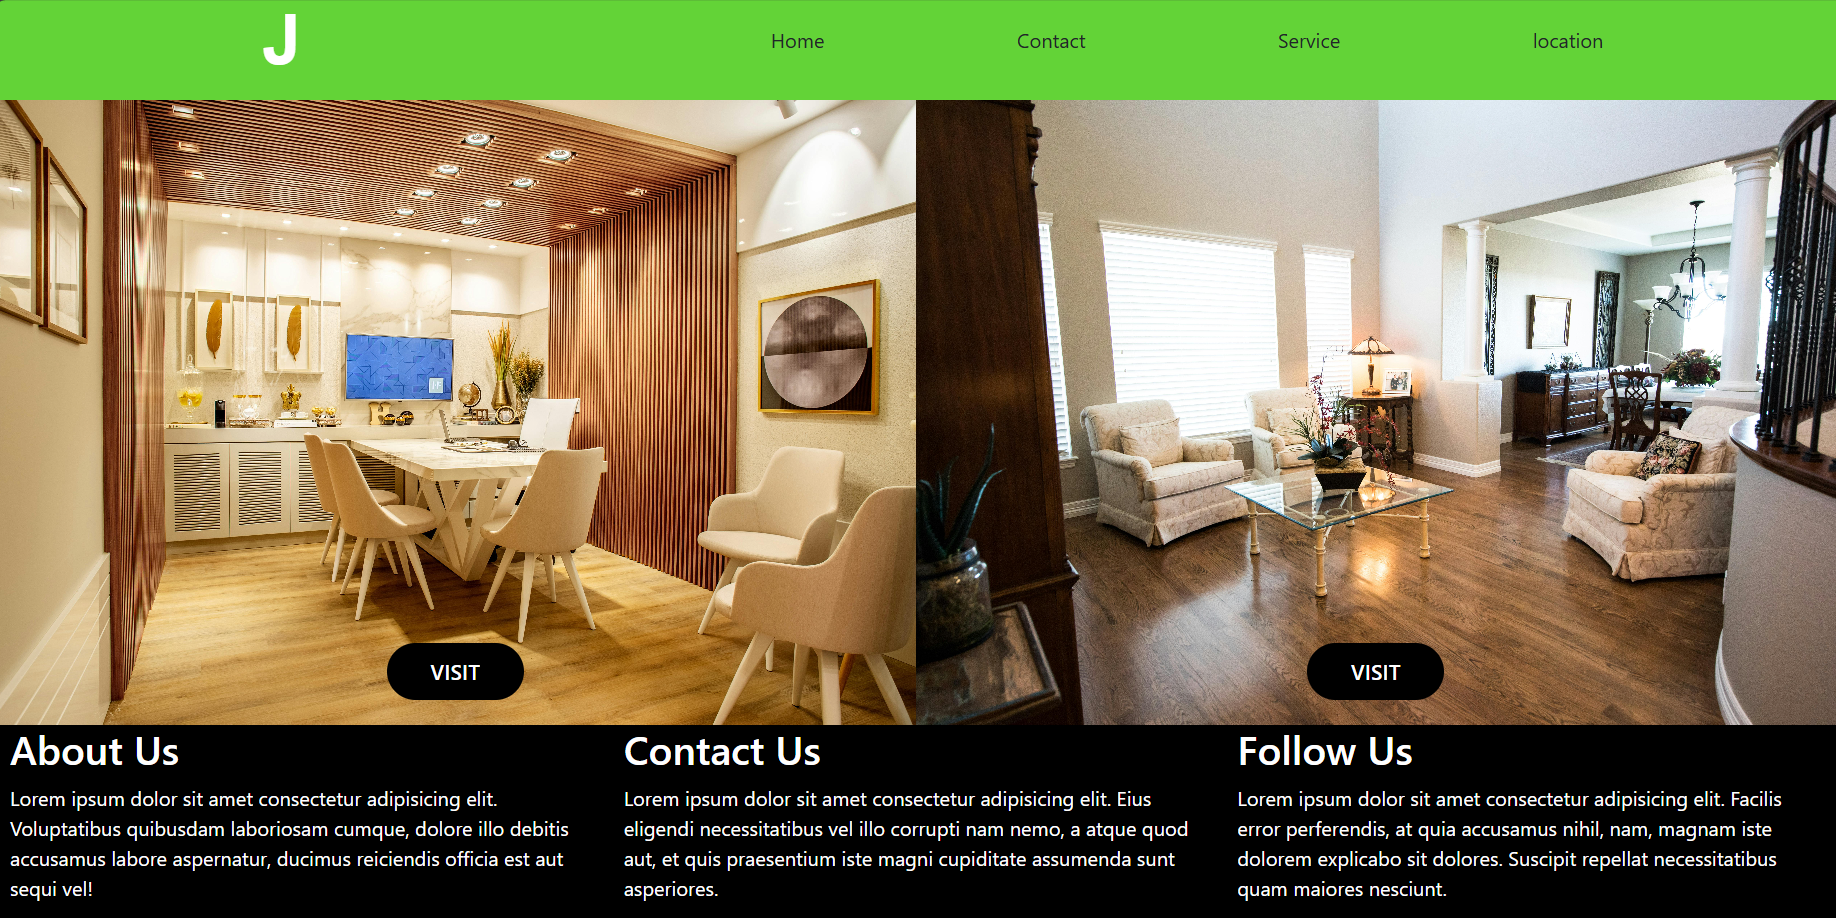 J
Home Contact Service location
VISIT VISIT
About Us
Lorem ipsum dolor sit amet consectetur adipisicing elit.
Voluptatibus quibusdam laboriosam cumque, dolore illo debitis
accusamus labore aspernatur, ducimus reiciendis officia est aut
sequi vel!
Contact Us
Lorem ipsum dolor sit amet consectetur adipisicing elit. Eius
eligendi necessitatibus vel illo corrupti nam nemo, a atque quod
aut, et quis praesentium iste magni cupiditate assumenda sunt
asperiores.
Follow Us
Lorem ipsum dolor sit amet consectetur adipisicing elit. Facilis
error perferendis, at quia accusamus nihil, nam, magnam iste
dolorem explicabo sit dolores. Suscipit repellat necessitatibus
quam maiores nesciunt.